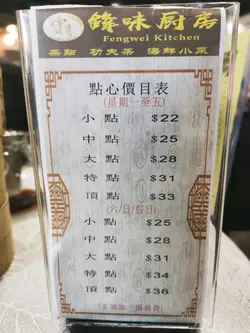 鋒味厨房
Fengwei Kitchen
茶點 功夫茶 海鮮小菜
點心價目表
(星期一至五)
小點 $22
中點 $25
大點 $28
特點 $31
頂點 $33
(六/日/假日)
小點 $25
中點 $28
大點 $31
特點 $34
頂點 $36